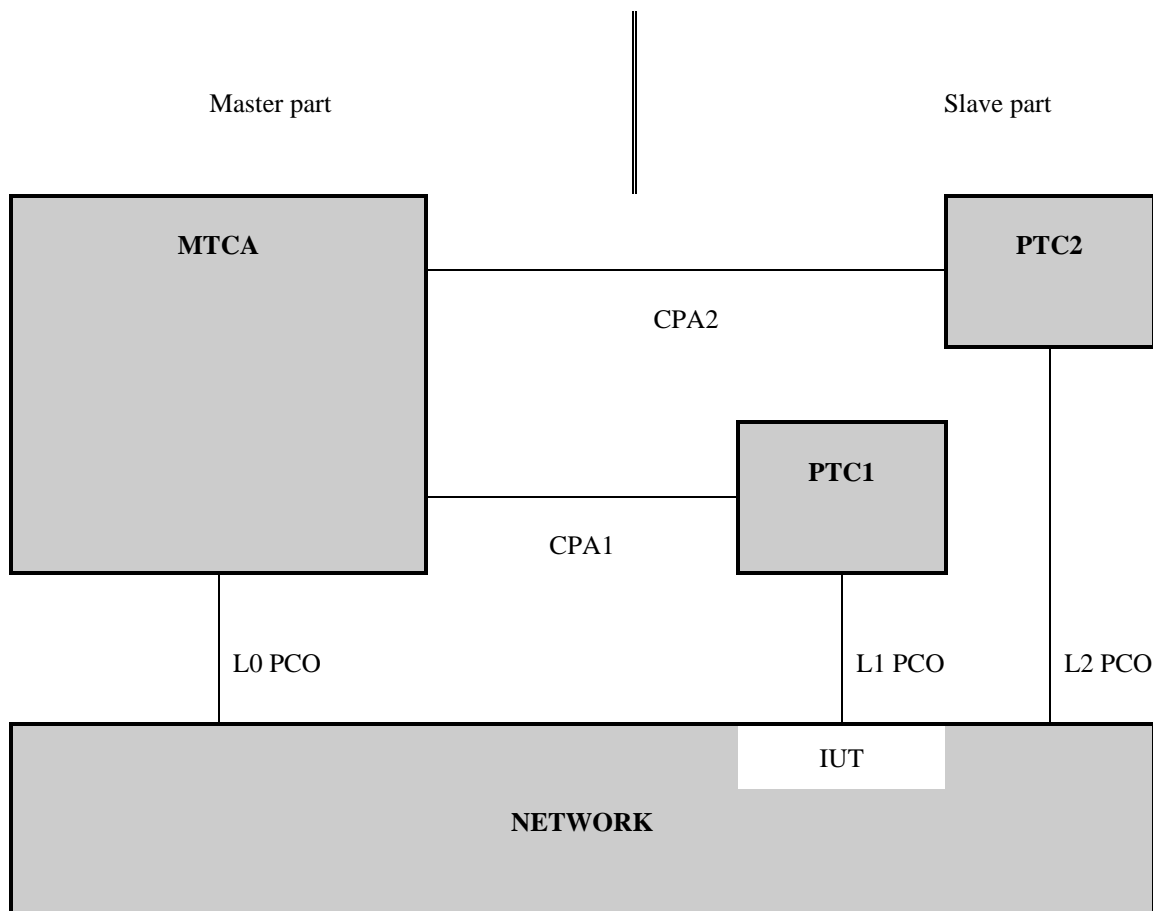 Master part
Slave part
MTCA
PTC2
CPA2
PTC1
CPA1
L0 PCO
L1 PCO
L2 PCO
IUT
NETWORK